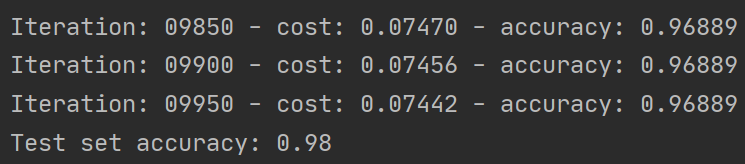 Iteration: 09850 - cost: 0.07470 - accuracy: 0.96889
Iteration: 09900 - cost: 0.07456 - accuracy: 0.96889
Iteration: 09950 - cost: 0.07442 - accuracy: 0.96889
Test set accuracy: 0.98